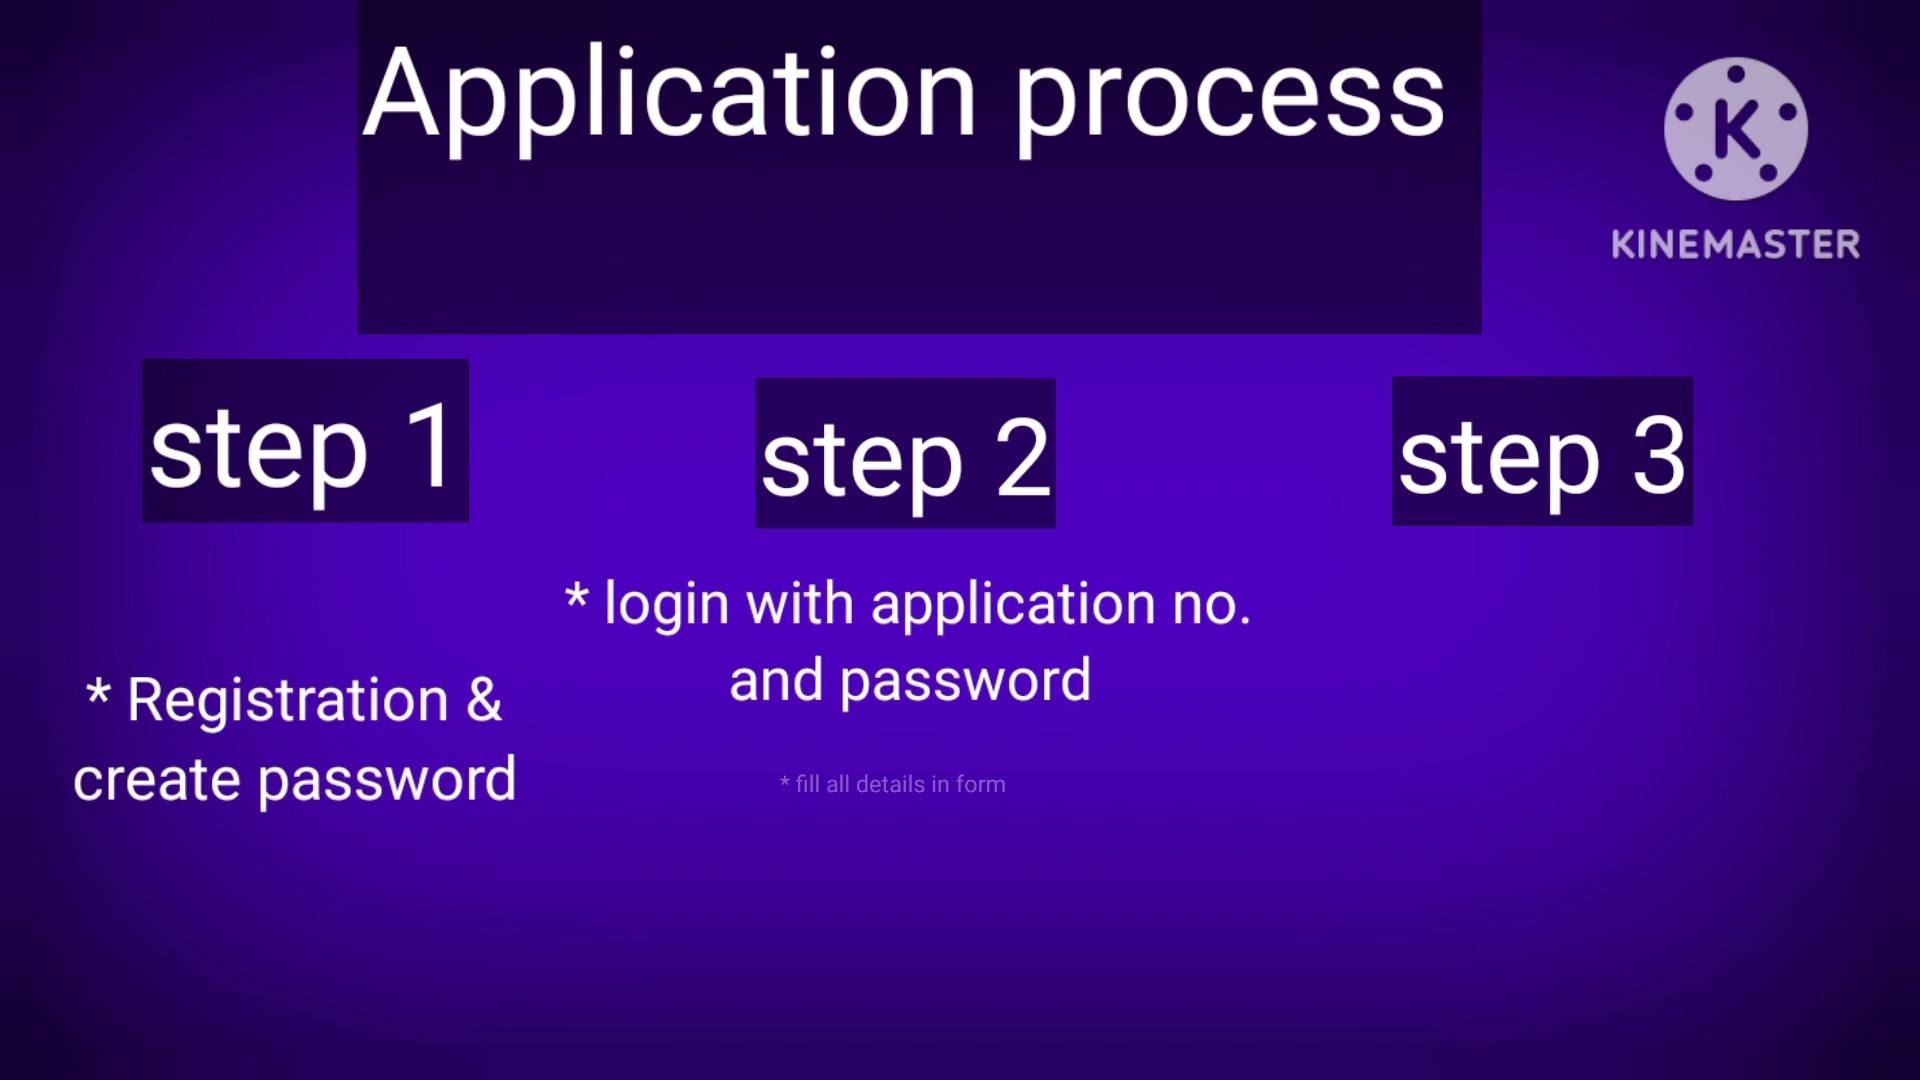 Application process
KINEMASTER
step 1
step 2
step 3
* Registration &
create password
* login with application no.
and password
* fill all details in form